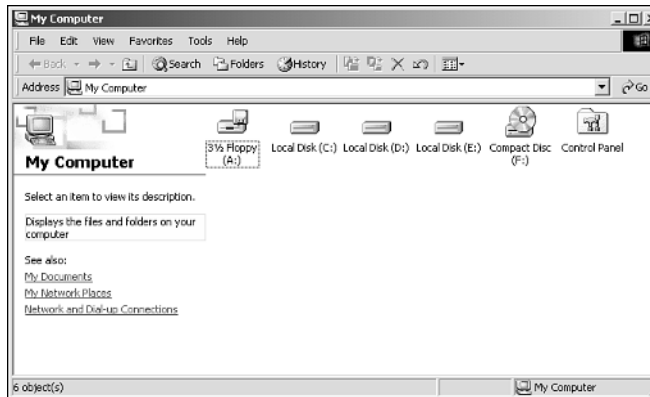 My Computer
File Edit View Favorites Tools Help
Back Search Folders History
Address My Computer Go
3½ Floppy (A:) Local Disk (C:) Local Disk (D:) Local Disk (E:) Compact Disc (F:) Control Panel
My Computer
Select an item to view its description.
Displays the files and folders on your
computer
See also:
My Documents
My Network Places
Network and Dial-up Connections
6 object(s) My Computer